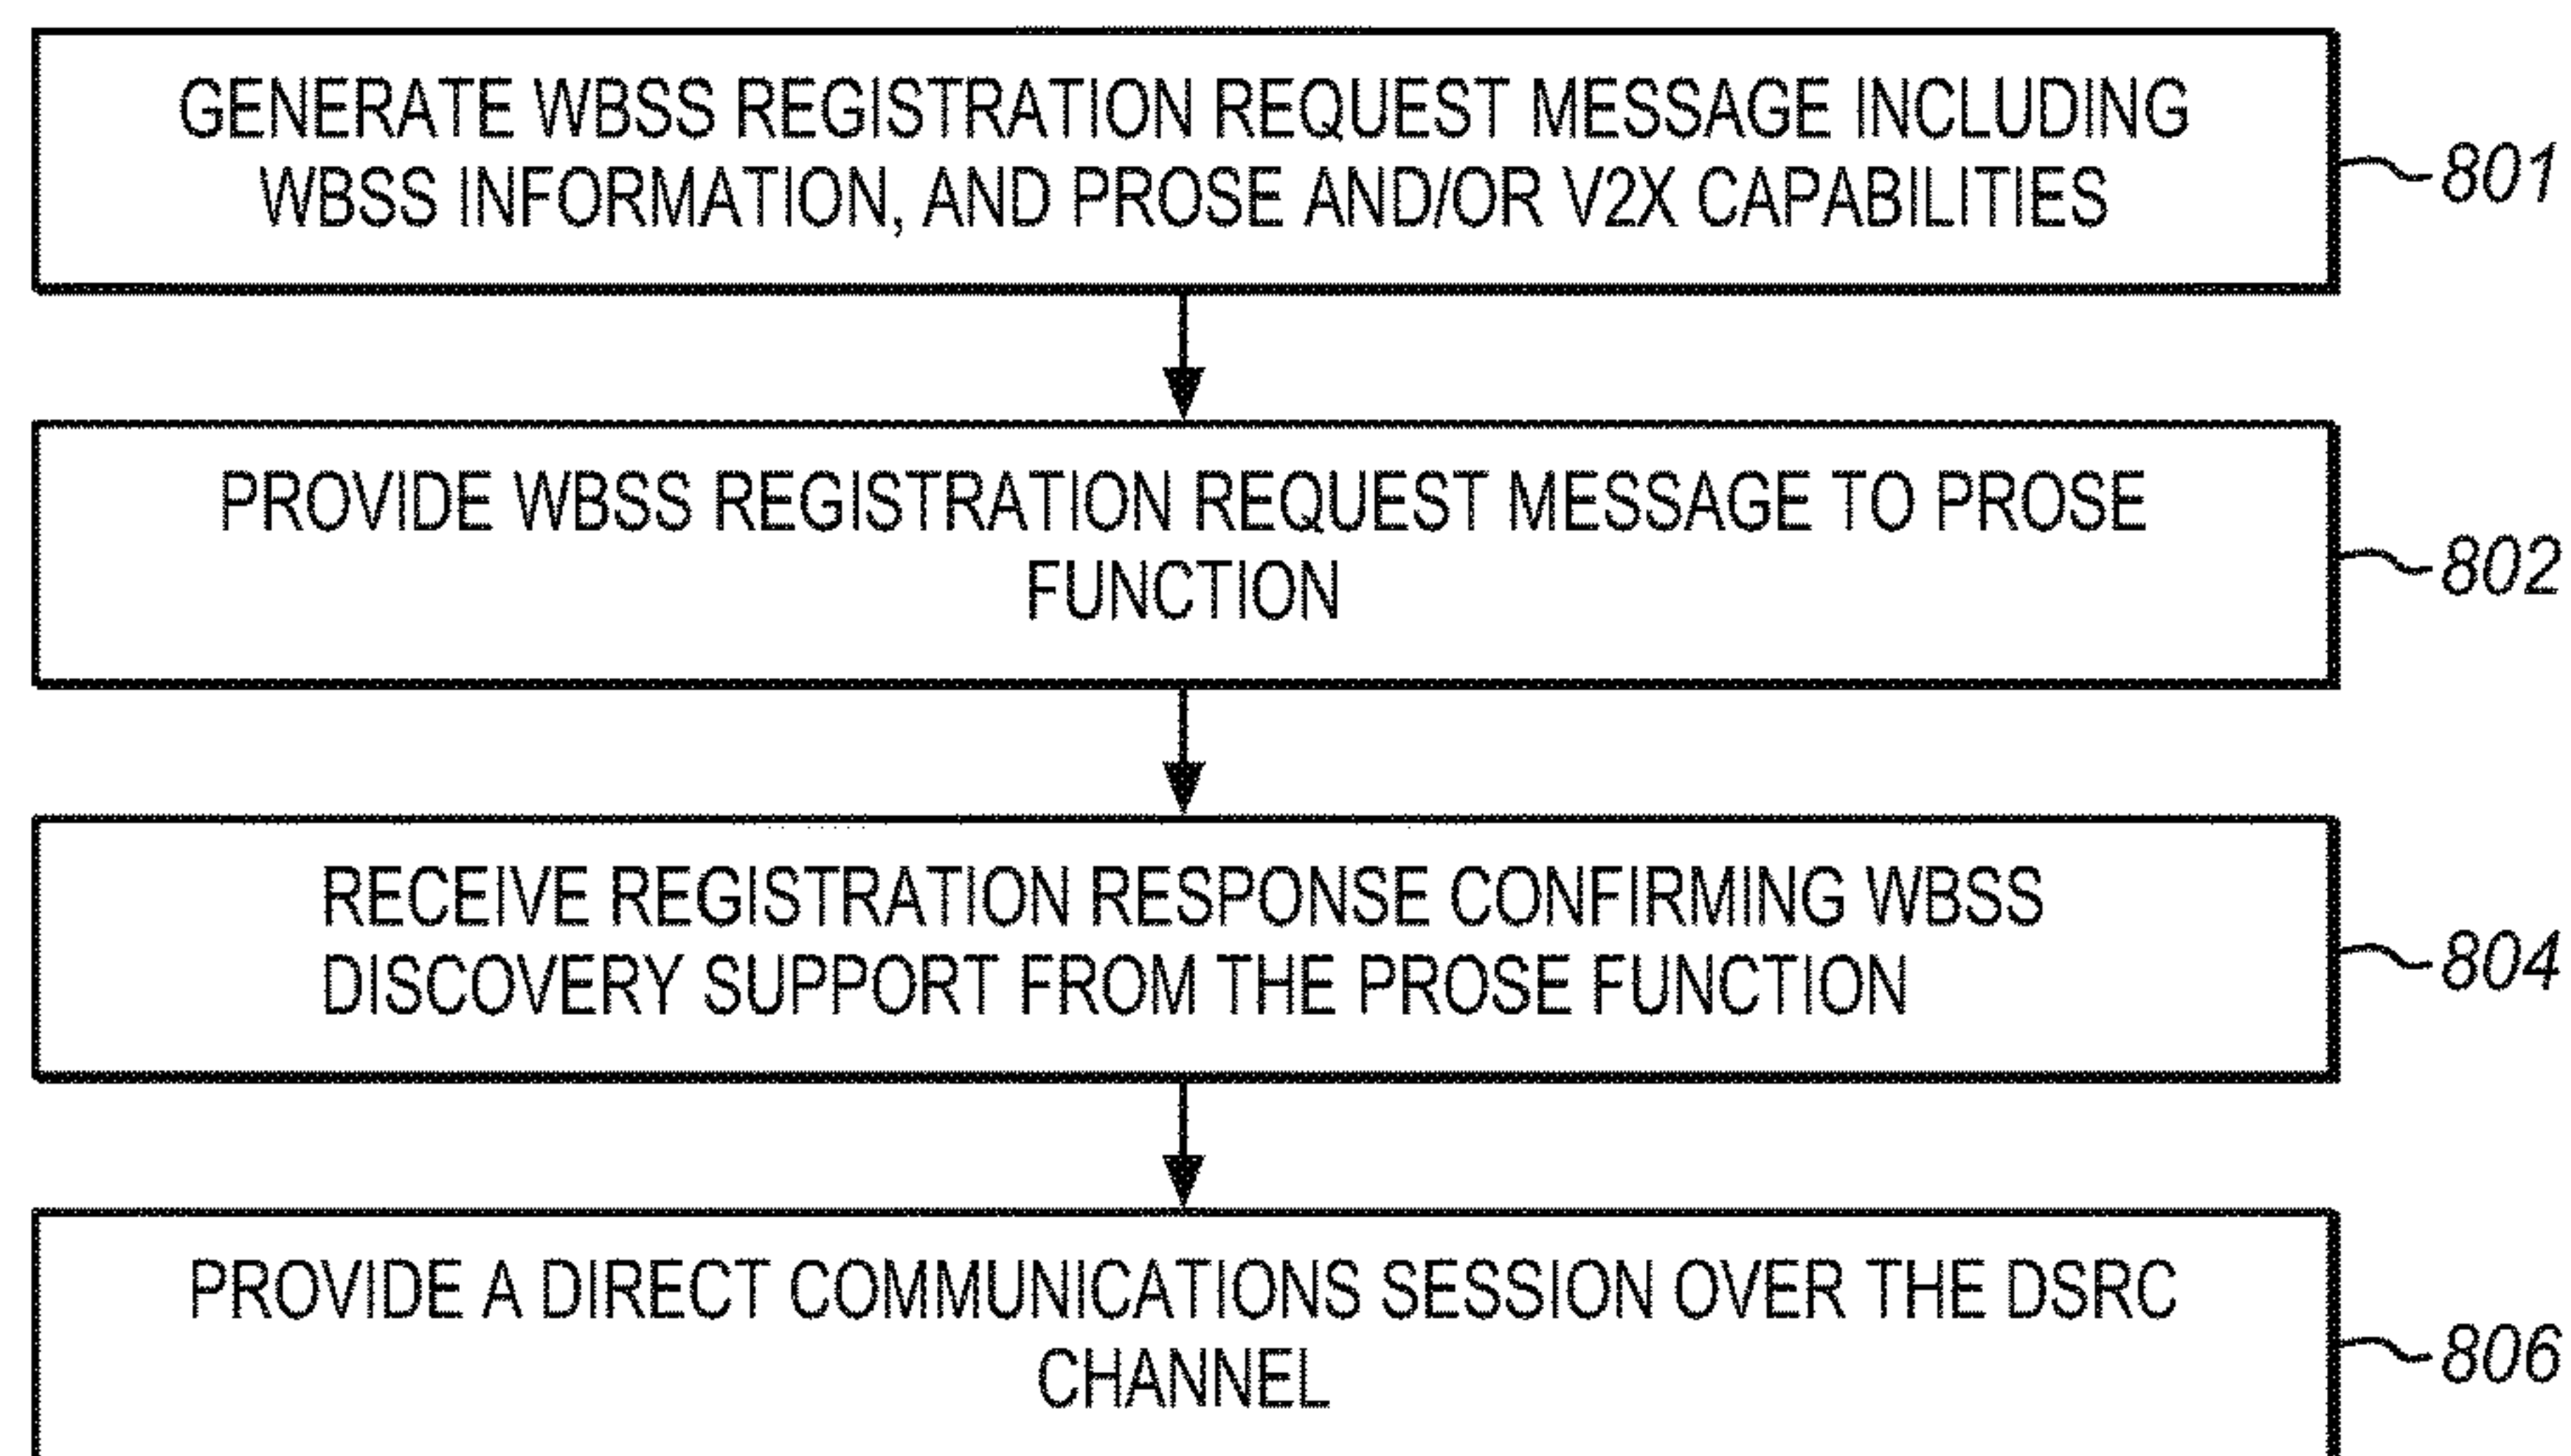 GENERATE WBSS REGISTRATION REQUEST MESSAGE INCLUDING
WBSS INFORMATION, AND PROSE AND/OR V2X CAPABILITIES
801
PROVIDE WBSS REGISTRATION REQUEST MESSAGE TO PROSE
FUNCTION
802
RECEIVE REGISTRATION RESPONSE CONFIRMING WBSS
DISCOVERY SUPPORT FROM THE PROSE FUNCTION
804
PROVIDE A DIRECT COMMUNICATIONS SESSION OVER THE DSRC
CHANNEL
806